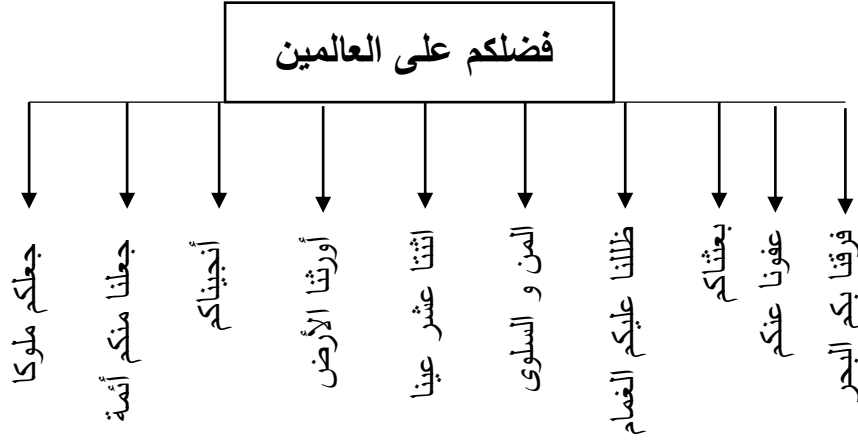 فضلكم على العالمين
فرقنا بكم البحر
عفونا عنكم
بعثناكم
ظللنا عليكم الغمام
المن و السلوى
اثنتا عشر عينا
أورثنا الأرض
أنجيناكم
جعلنا منكم أئمة
جعلكم ملوكا